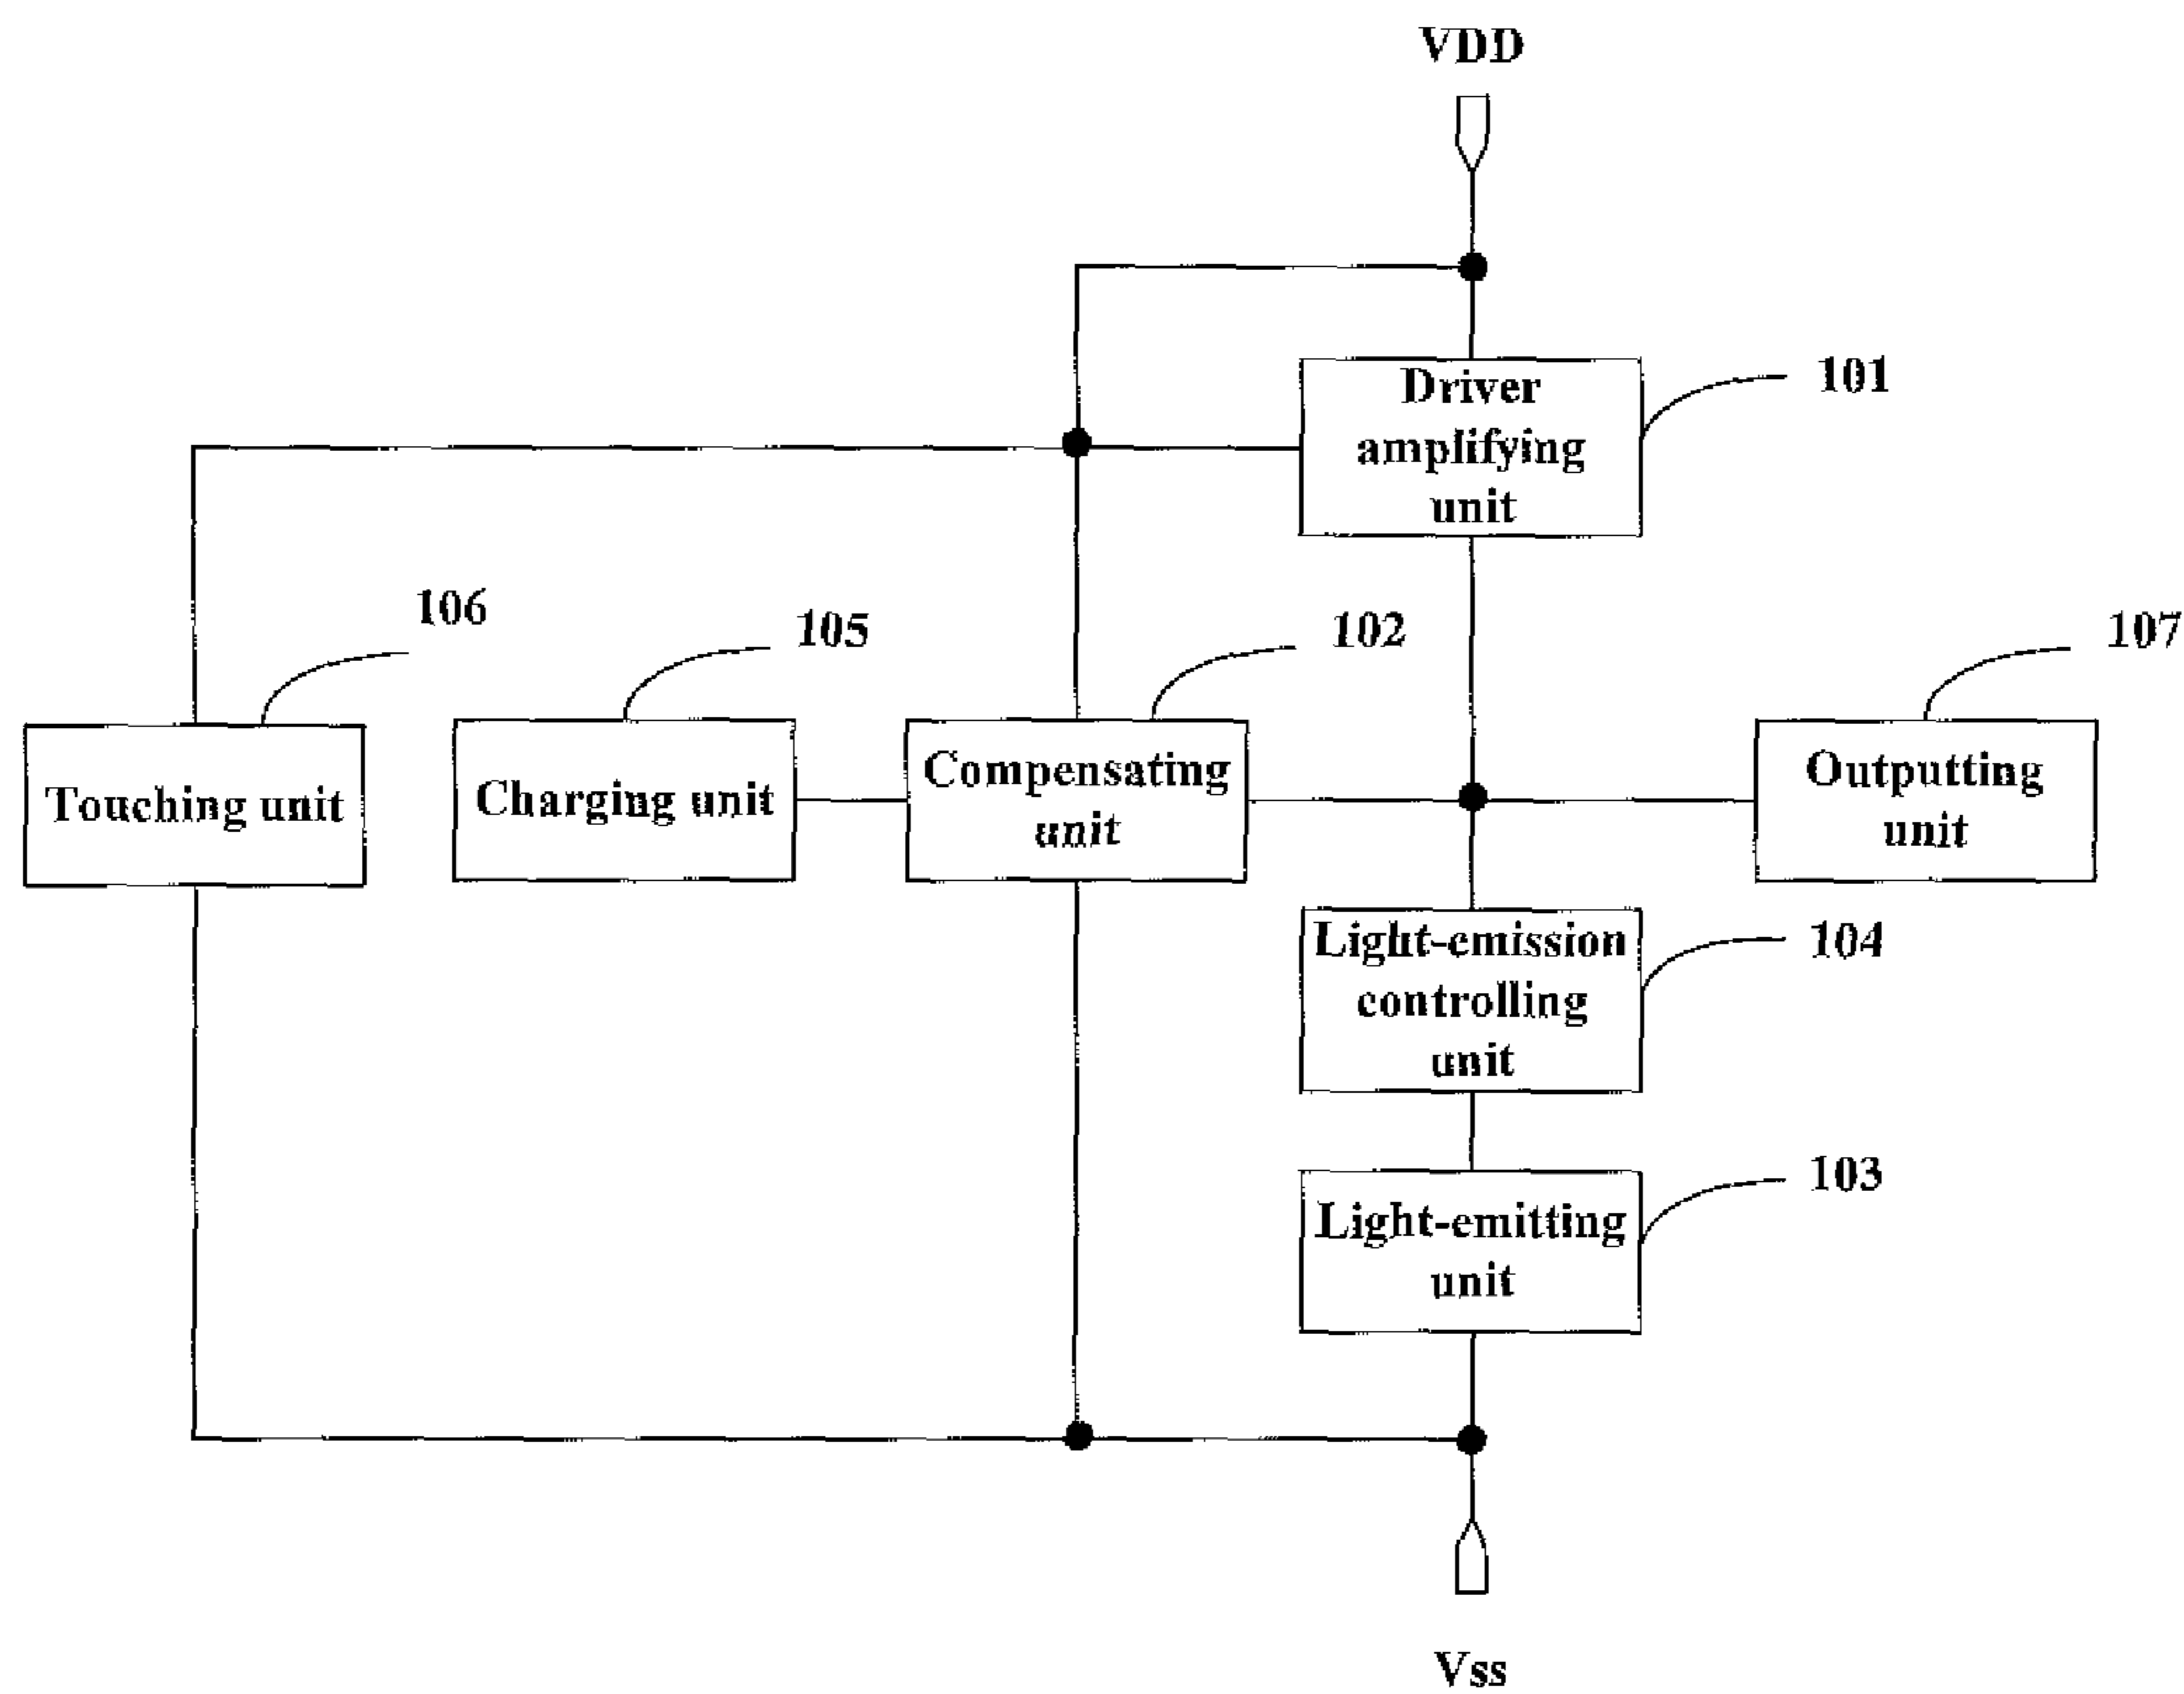 VDD
Driver
amplifying
unit
101
106
105
102
107
Touching unit
Charging unit
Compensating
unit
Outputting
unit
Light-emission
controlling
unit
104
Light-emitting
unit
103
Vss